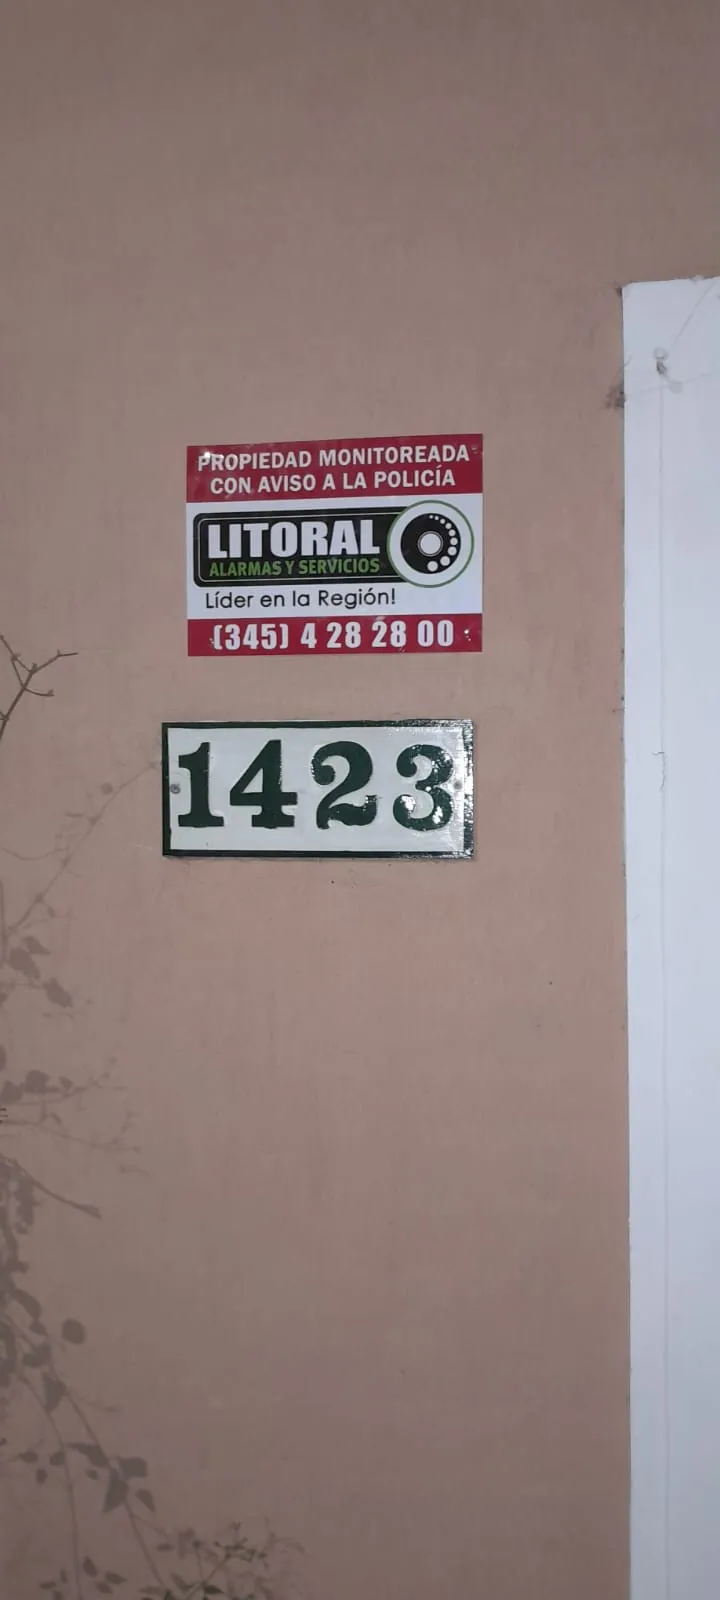 PROPIEDAD MONITOREADA
CON AVISO A LA POLICÍA
LITORAL
ALARMAS Y SERVICIOS
Líder en la Región!
(345) 4 28 28 00
1423